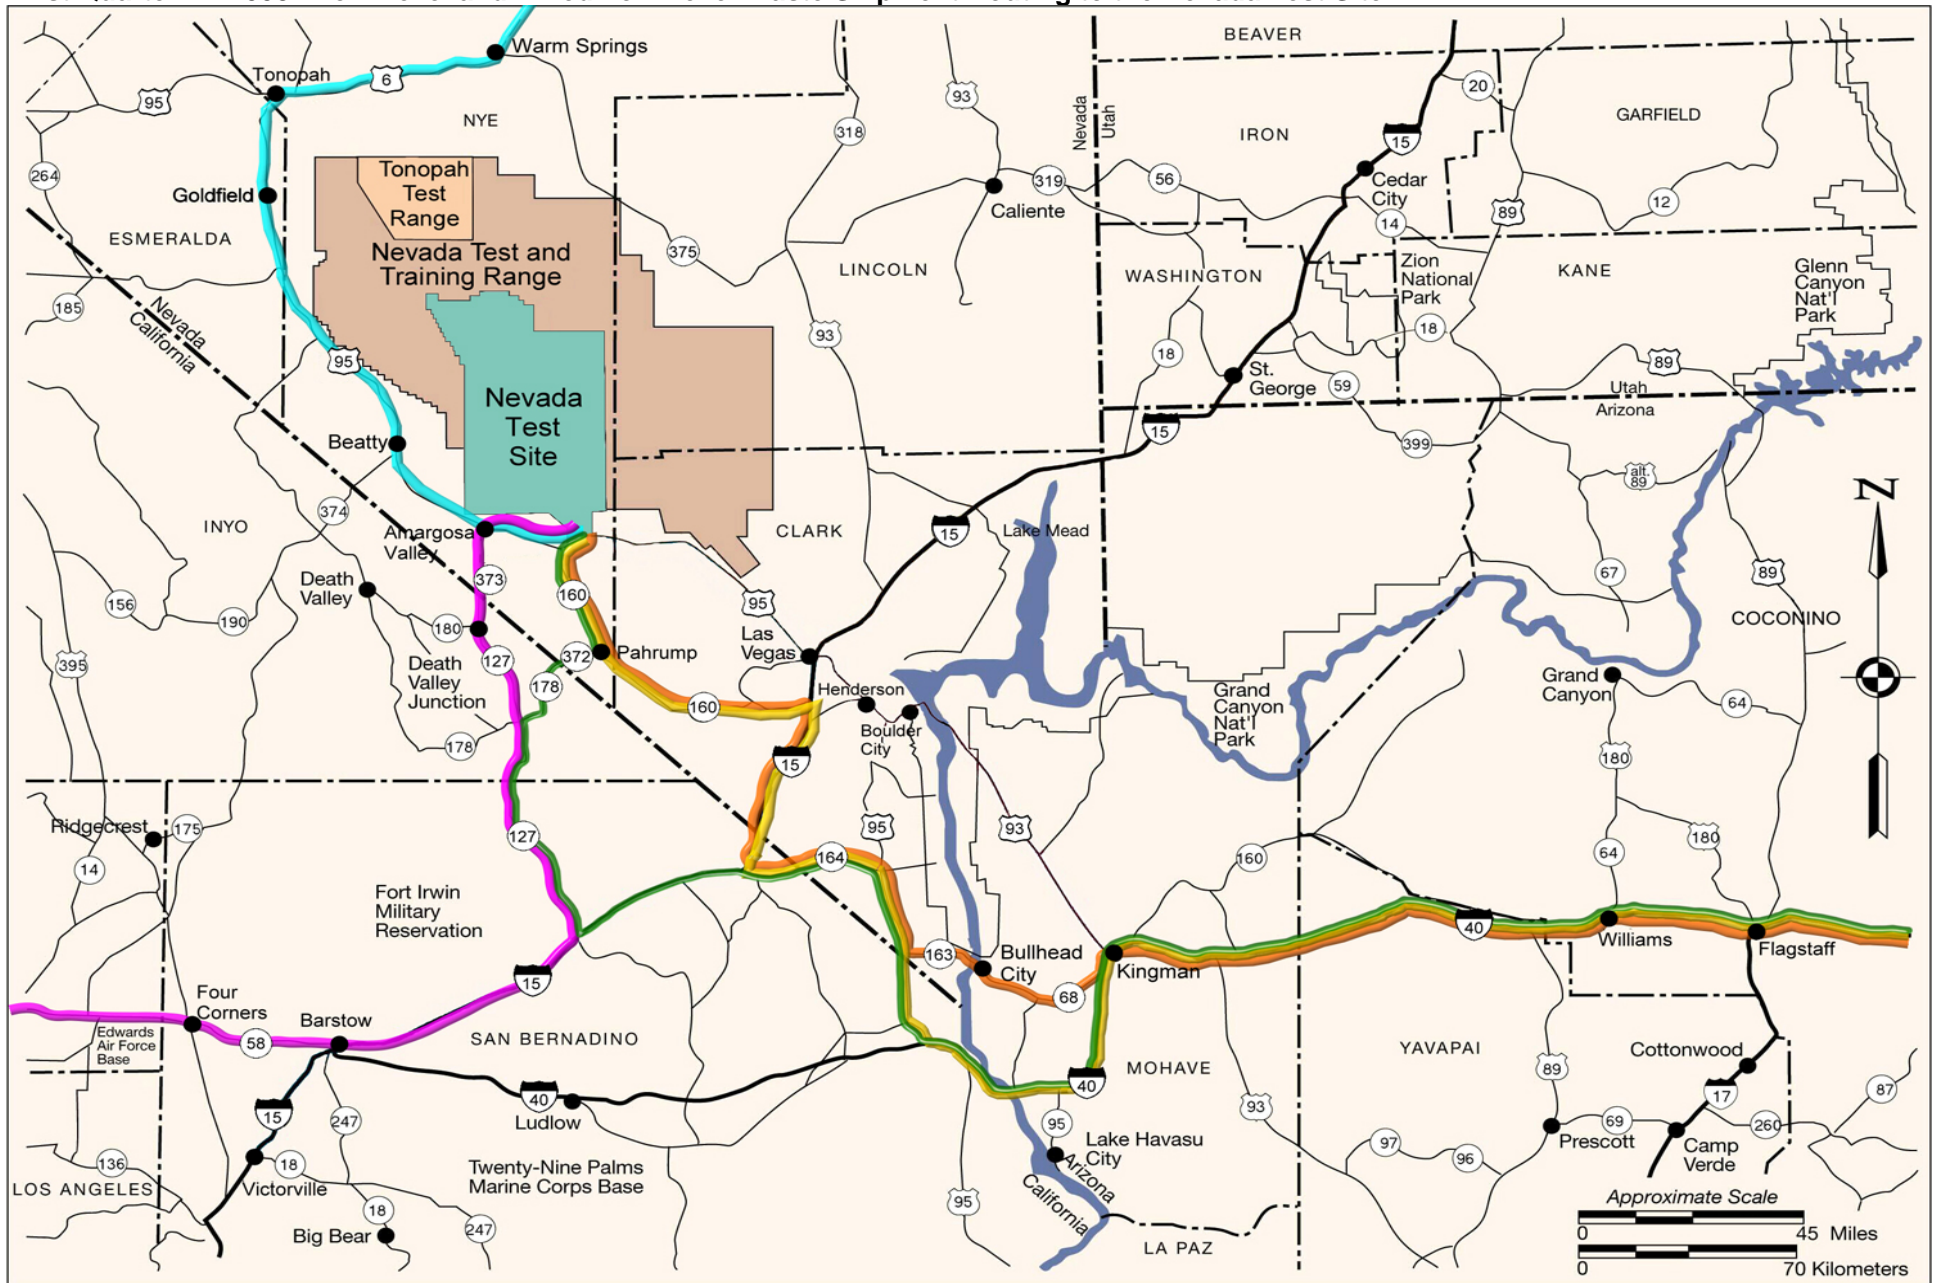 BEAVER
Warm Springs
Tonopah
6
95
93
20
NYE
318
Nevada
Utah
IRON
15
GARFIELD
264
Tonopah
Test
Range
Goldfield
Caliente
319
56
Cedar
City
14
89
12
ESMERALDA
Nevada Test and
Training Range
375
LINCOLN
WASHINGTON
Zion
National
Park
KANE
Glenn
Canyon
Nat'l
Park
185
Nevada
California
95
93
18
18
St.
George
59
89
Utah
Arizona
Nevada
Test
Site
Beatty
15
399
alt.
89
374
INYO
Amargosa
Valley
CLARK
15
Lake Mead
N
373
Death
Valley
160
95
67
89
156
190
180
Las
Vegas
COCONINO
395
127
372
Pahrump
Death
Valley
Junction
178
160
Henderson
Boulder
City
Grand
Canyon
Nat'l
Park
Grand
Canyon
64
178
15
180
Ridgecrest
175
127
95
93
164
160
64
180
14
Fort Irwin
Military
Reservation
163
Bullhead
City
Kingman
40
Williams
Flagstaff
15
68
Four
Corners
Barstow
Edwards
Air Force
Base
58
SAN BERNADINO
MOHAVE
YAVAPAI
Cottonwood
40
40
89
17
87
15
247
Ludlow
95
93
Prescott
69
260
Camp
Verde
136
18
Victorville
Twenty-Nine Palms
Marine Corps Base
Lake Havasu
City
97
96
LOS ANGELES
Arizona
California
95
18
247
Big Bear
LA PAZ
Approximate Scale
0 45 Miles
0 70 Kilometers